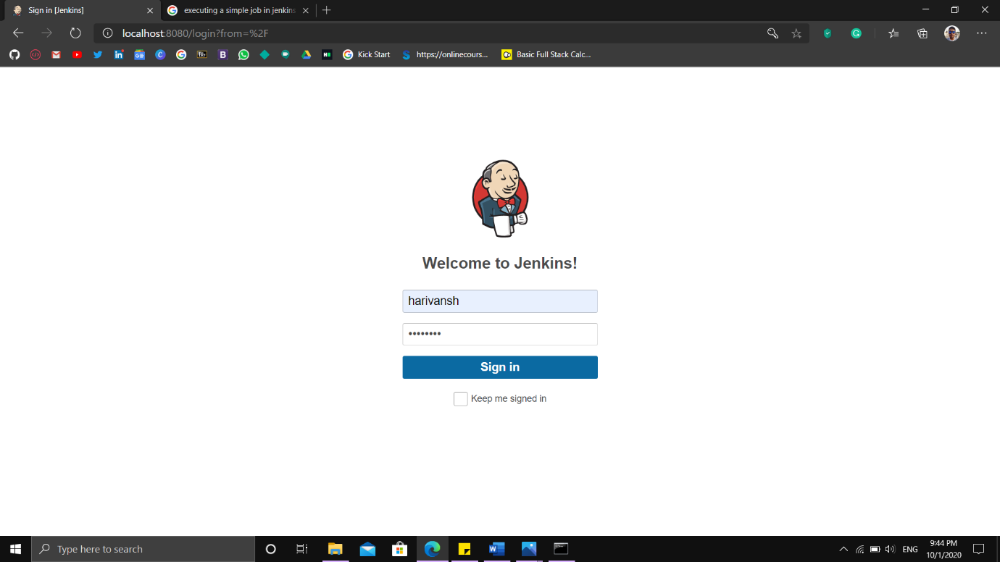 Sign in [Jenkins]
executing a simple job in jenkins
localhost:8080/login?from=%2F
Kick Start
https://onlinecours...
Basic Full Stack Calc...
Welcome to Jenkins!
harivansh
••••••••
Sign in
Keep me signed in
Type here to search
ENG
9:44 PM
10/1/2020